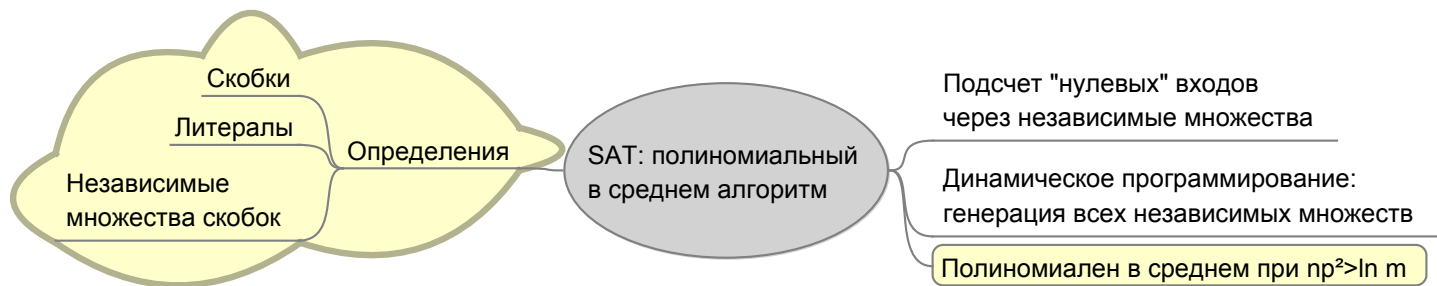 Скобки
Литералы
Независимые
множества скобок
Определения
SAT: полиномиальный
в среднем алгоритм
Подсчет "нулевых" входов
через независимые множества
Динамическое программирование:
генерация всех независимых множеств
Полиномиален в среднем при np²>ln m